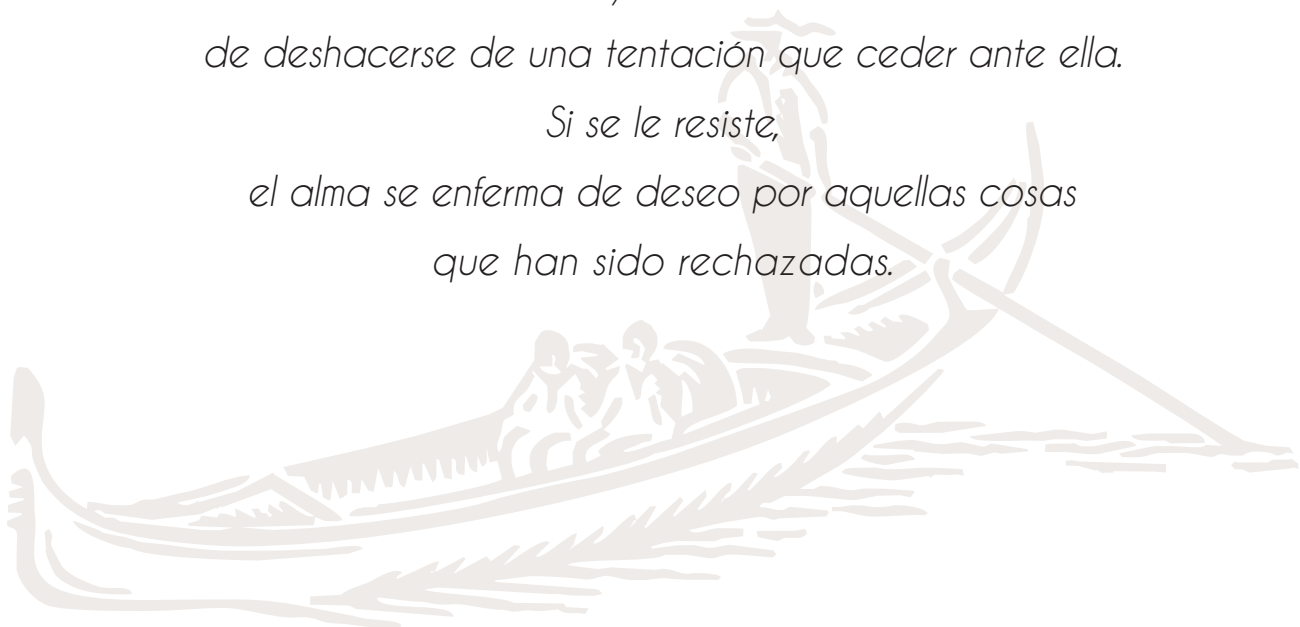 de deshacerse de una tentación que ceder ante ella.
Si se le resiste,
el alma se enferma de deseo por aquellas cosas
que han sido rechazadas.